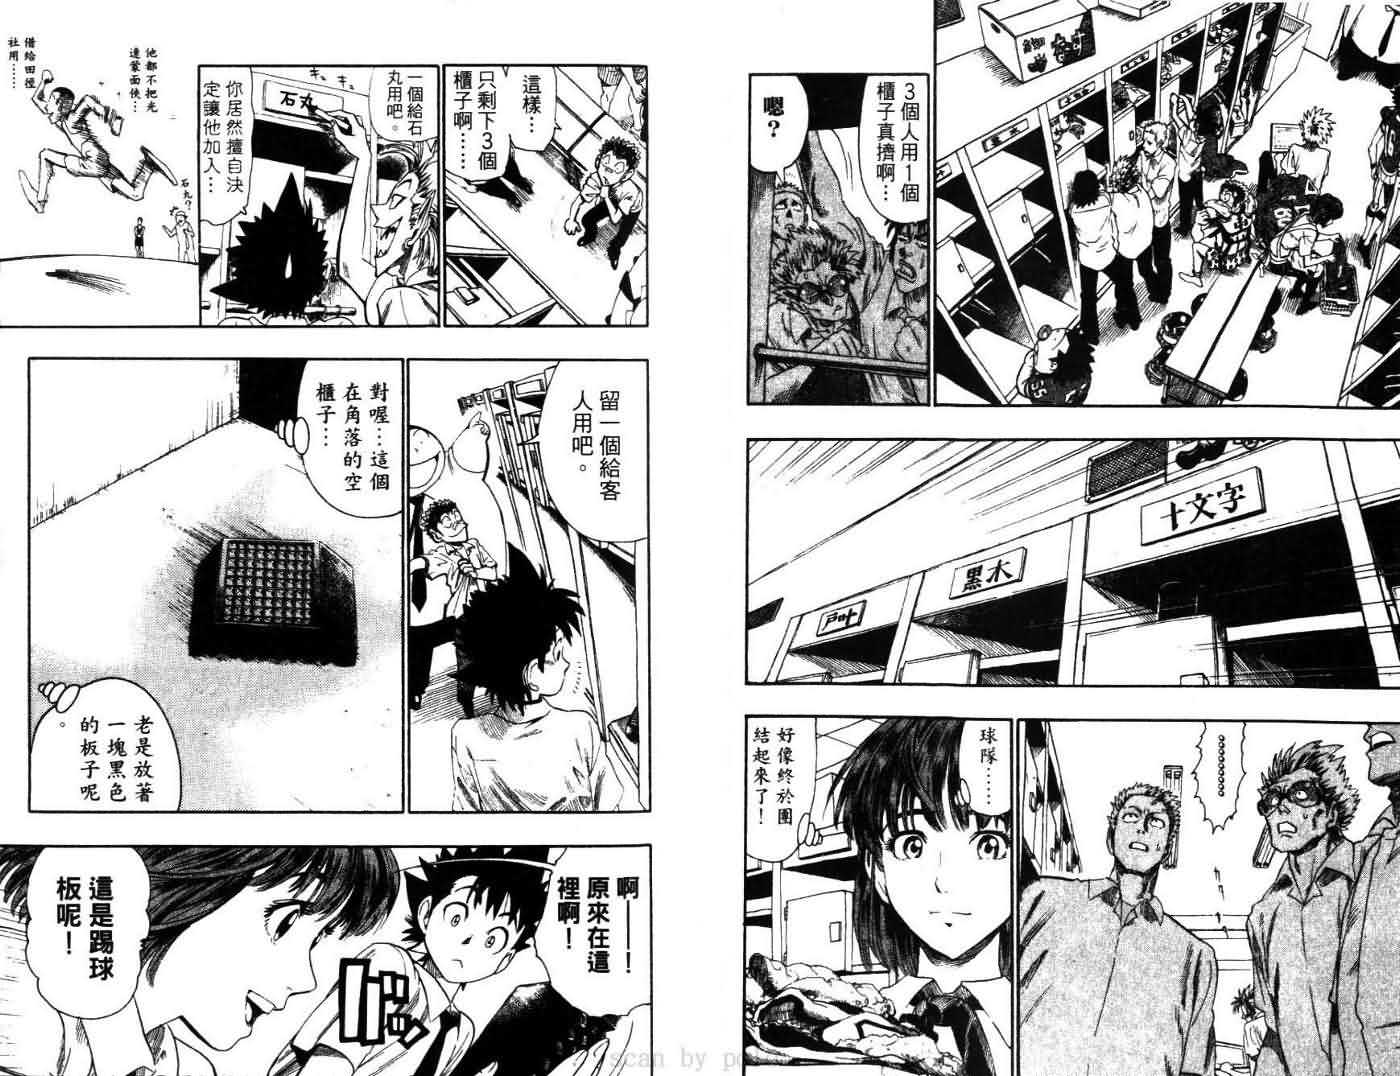 3個人用1個
櫃子真擠啊…
嗯?
十文字
黑木
戶叶
………
球隊……
好像終於團
結起來了!
這樣…
只剩下3個
櫃子啊……
一個給石
丸用吧。
石丸
你居然擅自決
定讓他加入…
他都不把光
速蒙面俠…
借給田徑
社用……
石丸?
留一個給客
人用吧。
對喔…這個
在角落的空
櫃子…
老是放著
一塊黑色
的板子呢
。
啊——!
原來在這
裡啊!
這是踢球
板呢!
scan by